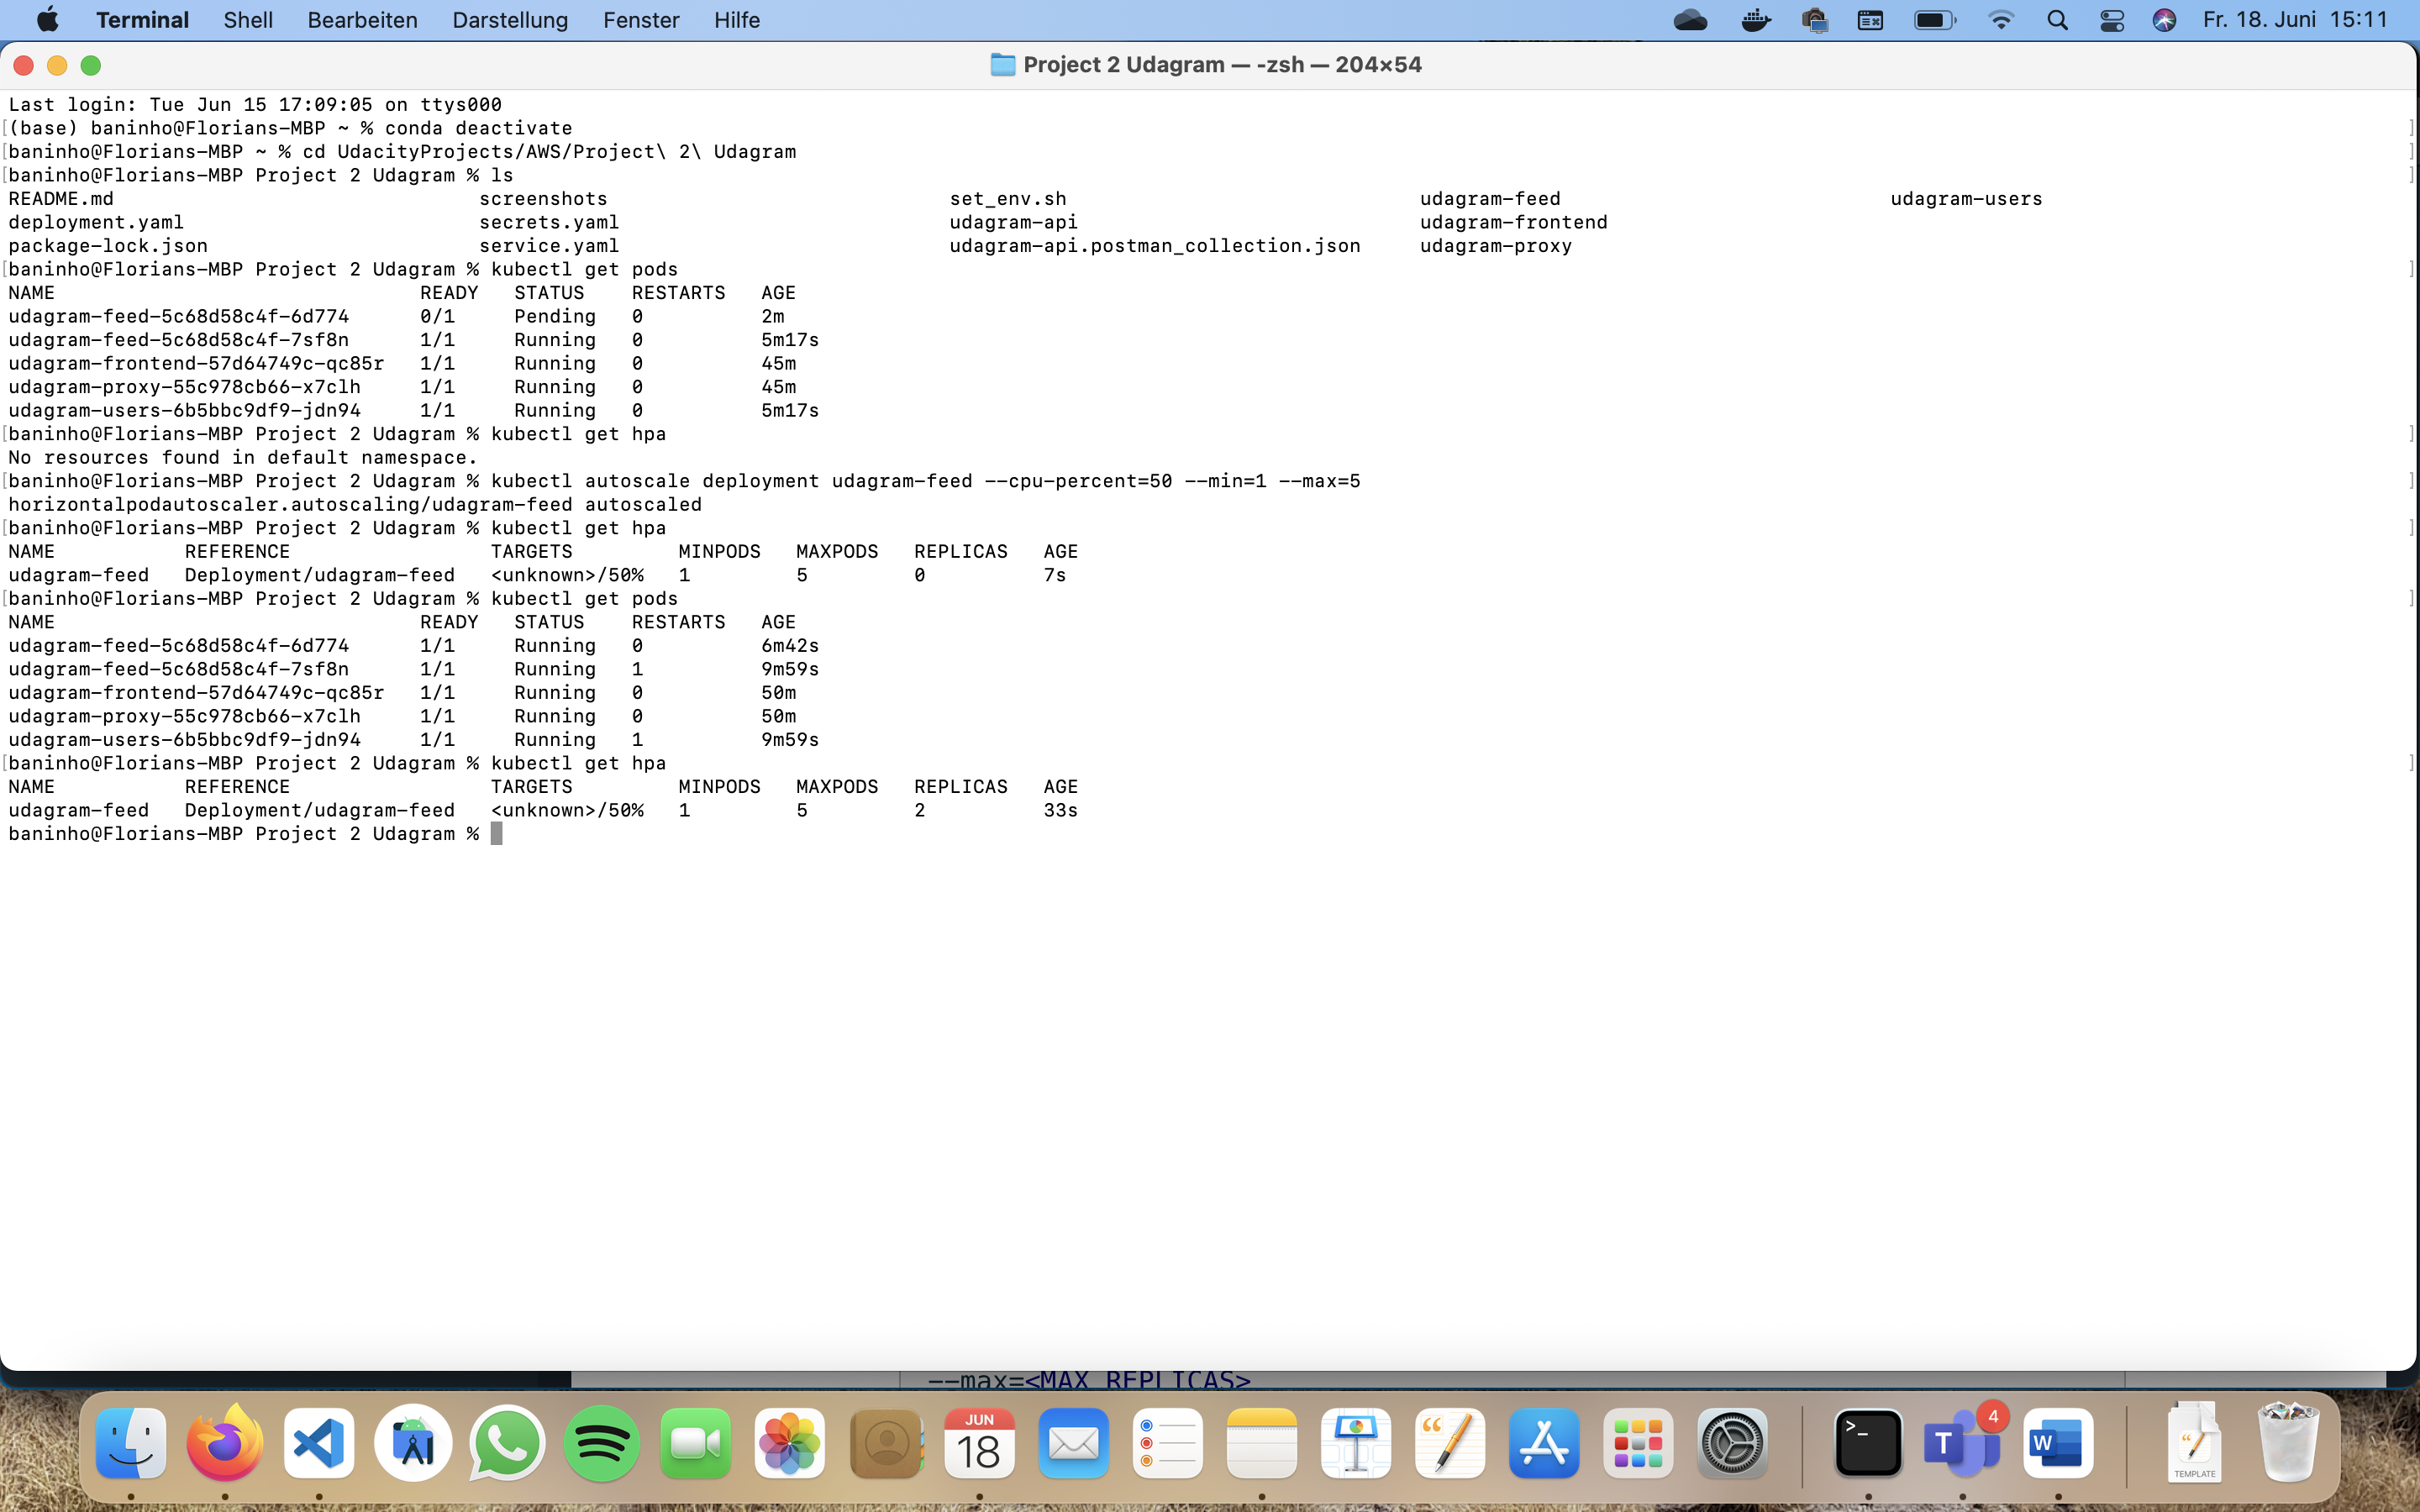 Terminal Shell Bearbeiten Darstellung Fenster Hilfe Fr. 18. Juni 15:11
Project 2 Udagram — -zsh — 204×54
Last login: Tue Jun 15 17:09:05 on ttys000
(base) baninho@Florians-MBP ~ % conda deactivate
baninho@Florians-MBP ~ % cd UdacityProjects/AWS/Project\ 2\ Udagram
baninho@Florians-MBP Project 2 Udagram % ls
README.md screenshots set_env.sh udagram-feed udagram-users
deployment.yaml secrets.yaml udagram-api udagram-frontend
package-lock.json service.yaml udagram-api.postman_collection.json udagram-proxy
baninho@Florians-MBP Project 2 Udagram % kubectl get pods
NAME READY STATUS RESTARTS AGE
udagram-feed-5c68d58c4f-6d774 0/1 Pending 0 2m
udagram-feed-5c68d58c4f-7sf8n 1/1 Running 0 5m17s
udagram-frontend-57d64749c-qc85r 1/1 Running 0 45m
udagram-proxy-55c978cb66-x7clh 1/1 Running 0 45m
udagram-users-6b5bbc9df9-jdn94 1/1 Running 0 5m17s
baninho@Florians-MBP Project 2 Udagram % kubectl get hpa
No resources found in default namespace.
baninho@Florians-MBP Project 2 Udagram % kubectl autoscale deployment udagram-feed --cpu-percent=50 --min=1 --max=5
horizontalpodautoscaler.autoscaling/udagram-feed autoscaled
baninho@Florians-MBP Project 2 Udagram % kubectl get hpa
NAME REFERENCE TARGETS MINPODS MAXPODS REPLICAS AGE
udagram-feed Deployment/udagram-feed <unknown>/50% 1 5 0 7s
baninho@Florians-MBP Project 2 Udagram % kubectl get pods
NAME READY STATUS RESTARTS AGE
udagram-feed-5c68d58c4f-6d774 1/1 Running 0 6m42s
udagram-feed-5c68d58c4f-7sf8n 1/1 Running 1 9m59s
udagram-frontend-57d64749c-qc85r 1/1 Running 0 50m
udagram-proxy-55c978cb66-x7clh 1/1 Running 0 50m
udagram-users-6b5bbc9df9-jdn94 1/1 Running 1 9m59s
baninho@Florians-MBP Project 2 Udagram % kubectl get hpa
NAME REFERENCE TARGETS MINPODS MAXPODS REPLICAS AGE
udagram-feed Deployment/udagram-feed <unknown>/50% 1 5 2 33s
baninho@Florians-MBP Project 2 Udagram %
--max=<MAX_REPLICAS>
JUN
18
4
T
W
TEMPLATE